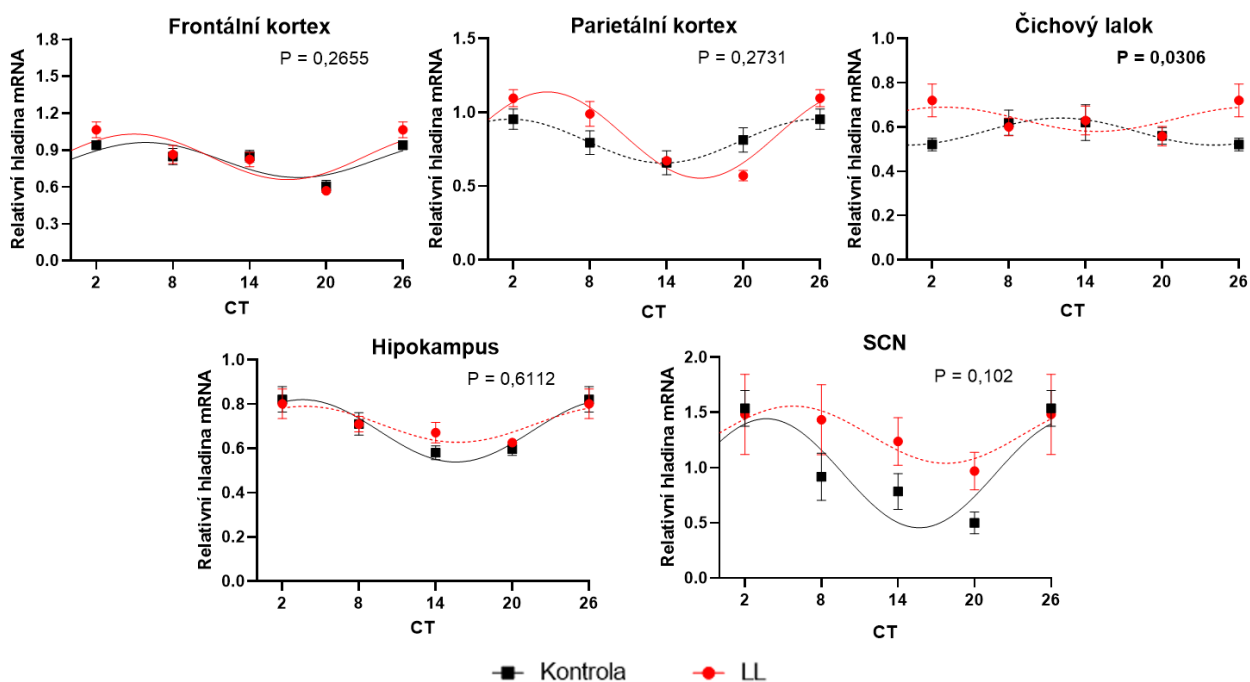 Frontální kortex
P = 0,2655
Relativní hladina mRNA
1.8
1.5
1.2
0.9
0.6
0.3
0.0
2 8 14 20 26
CT
Parietální kortex
P = 0,2731
Relativní hladina mRNA
1.5
1.0
0.5
0.0
2 8 14 20 26
CT
Čichový lalok
P = 0,0306
Relativní hladina mRNA
1.0
0.8
0.6
0.4
0.2
0.0
2 8 14 20 26
CT
Hipokampus
P = 0,6112
Relativní hladina mRNA
1.0
0.8
0.6
0.4
0.2
0.0
2 8 14 20 26
CT
SCN
P = 0,102
Relativní hladina mRNA
2.0
1.5
1.0
0.5
0.0
2 8 14 20 26
CT
Kontrola LL